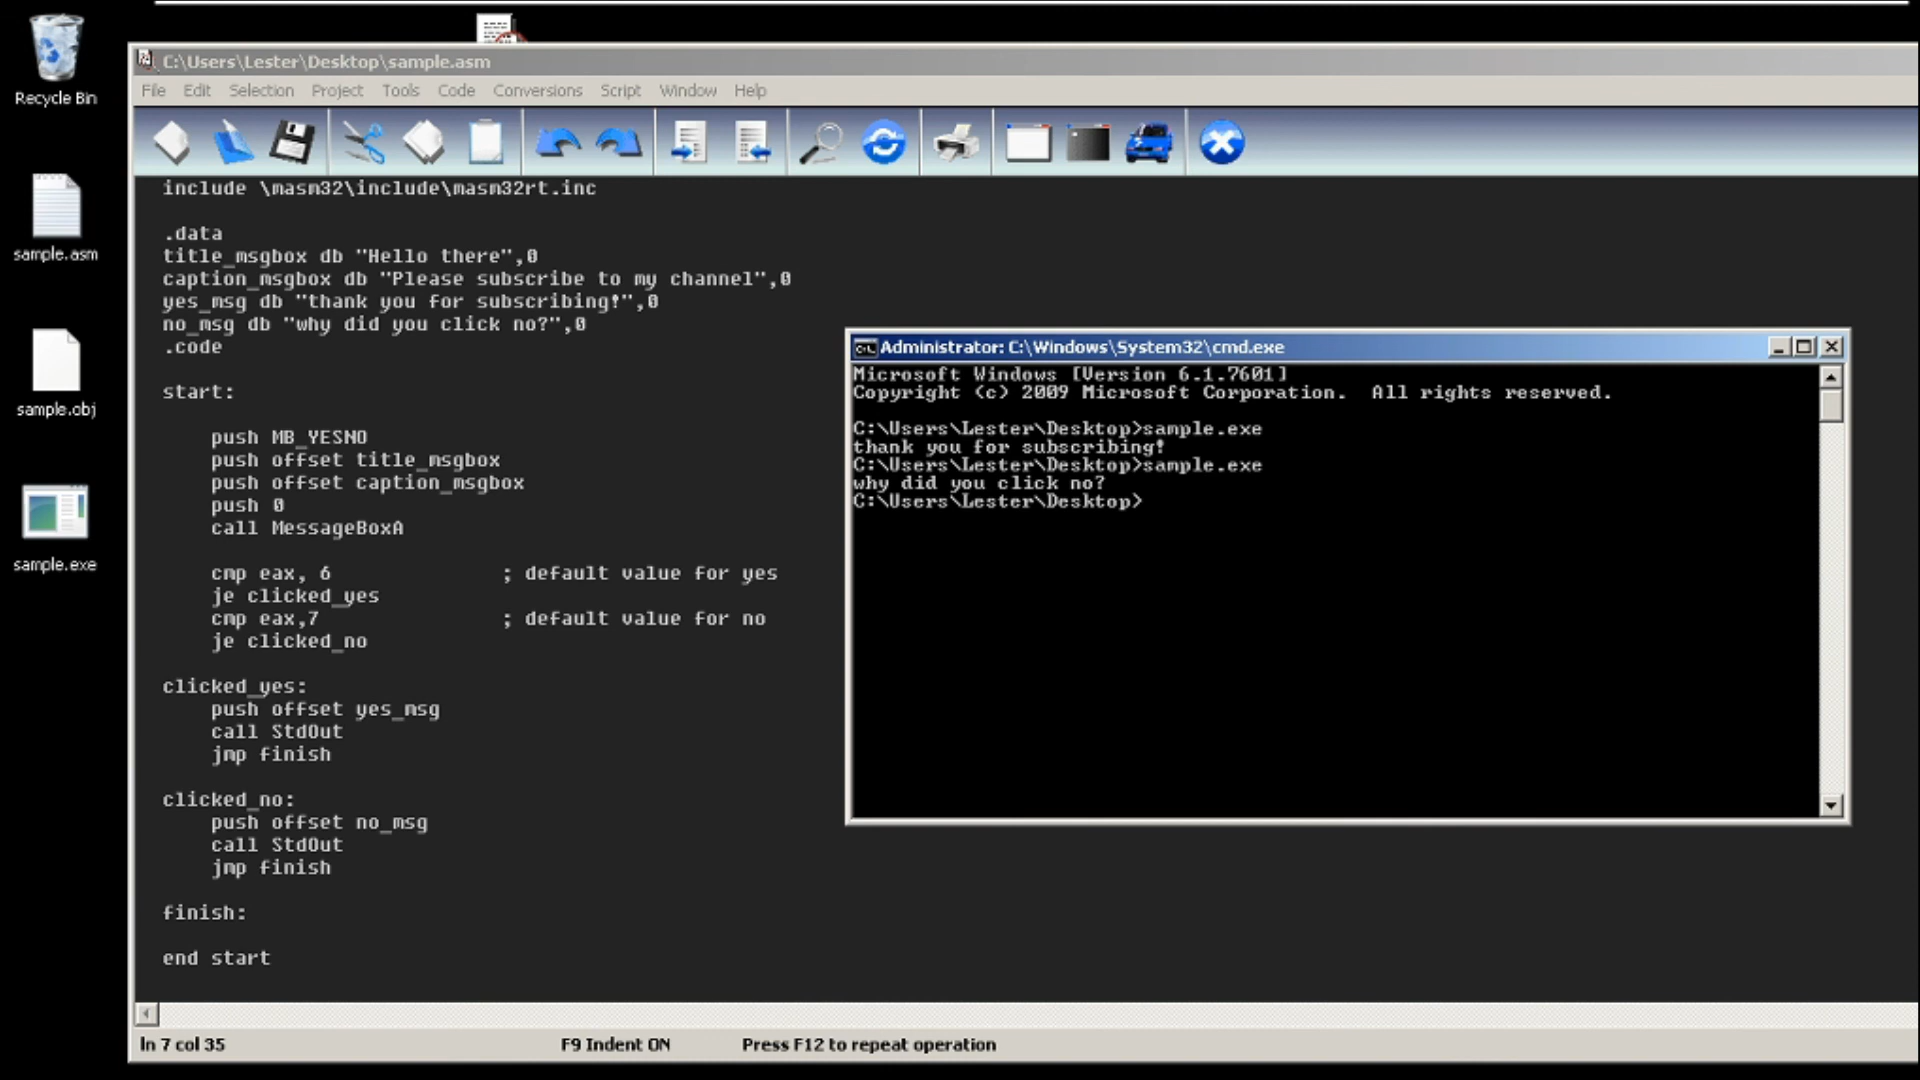 Recycle Bin
sample.asm
sample.obj
sample.exe
C:\Users\Lester\Desktop\sample.asm
File Edit Selection Project Tools Code Conversions Script Window Help
include \masm32\include\masm32rt.inc
.data
title_msgbox db "Hello there",0
caption_msgbox db "Please subscribe to my channel",0
yes_msg db "thank you for subscribing!",0
no_msg db "why did you click no?",0
.code
start:
push MB_YESNO
push offset title_msgbox
push offset caption_msgbox
push 0
call MessageBoxA
cmp eax, 6 ; default value for yes
je clicked_yes
cmp eax,7 ; default value for no
je clicked_no
clicked_yes:
push offset yes_msg
call StdOut
jmp finish
clicked_no:
push offset no_msg
call StdOut
jmp finish
finish:
end start
ln 7 col 35 F9 Indent ON Press F12 to repeat operation
Administrator: C:\Windows\System32\cmd.exe
Microsoft Windows [Version 6.1.7601]
Copyright (c) 2009 Microsoft Corporation. All rights reserved.
C:\Users\Lester\Desktop>sample.exe
thank you for subscribing!
C:\Users\Lester\Desktop>sample.exe
why did you click no?
C:\Users\Lester\Desktop>